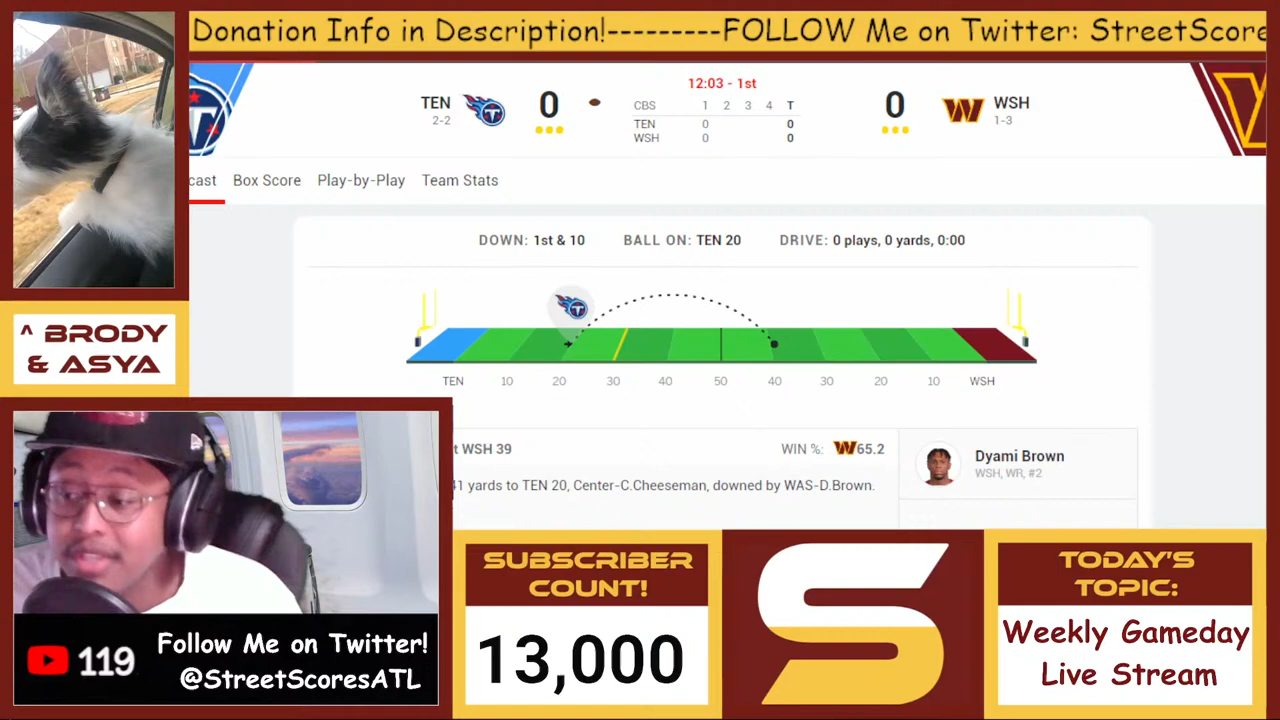 Donation Info in Description!---------FOLLOW Me on Twitter: StreetScore
12:03 - 1st
TEN 0 CBS 1 2 3 4 T 0 WSH
2-2 TEN 0 0 1-3
WSH 0 0
cast Box Score Play-by-Play Team Stats
DOWN: 1st & 10 BALL ON: TEN 20 DRIVE: 0 plays, 0 yards, 0:00
TEN 10 20 30 40 50 40 30 20 10 WSH
^ BRODY
& ASYA
t WSH 39 WIN %: 65.2
41 yards to TEN 20, Center-C.Cheeseman, downed by WAS-D.Brown.
Dyami Brown
WSH, WR, #2
119
Follow Me on Twitter!
@StreetScoresATL
SUBSCRIBER
COUNT!
13,000
S
TODAY'S
TOPIC:
Weekly Gameday
Live Stream